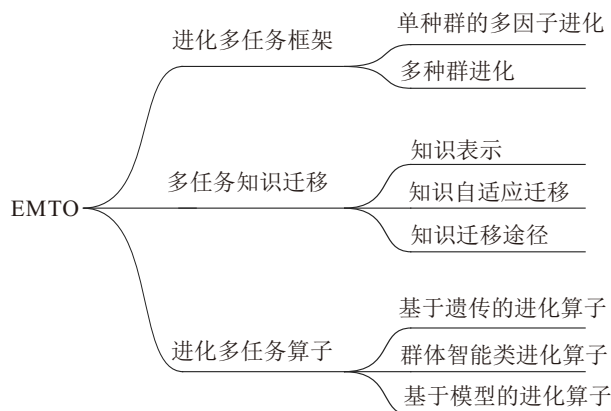 EMTO
进化多任务框架
单种群的多因子进化
多种群进化
多任务知识迁移
知识表示
知识自适应迁移
知识迁移途径
进化多任务算子
基于遗传的进化算子
群体智能类进化算子
基于模型的进化算子